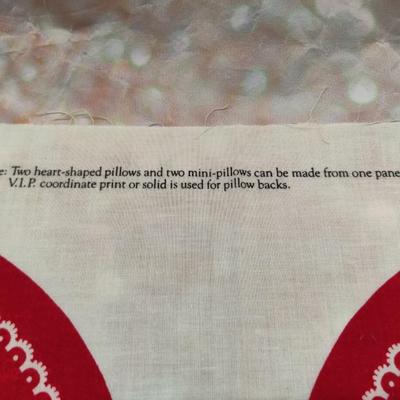 e: Two heart-shaped pillows and two mini-pillows can be made from one pane
V.I.P. coordinate print or solid is used for pillow backs.